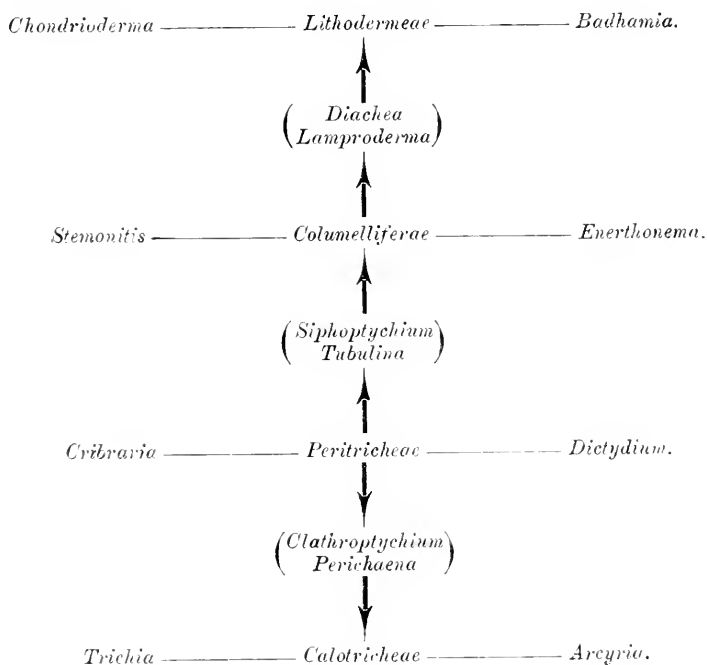 Chondrioderma Lithodermeae Badhamia.
(Diachea
Lamproderma)
Stemonitis Columelliferae Enerthonema.
(Siphoptychium
Tubulina)
Cribraria Peritricheae Dictydium.
(Clathroptychium
Perichaena)
Trichia Calotricheae Arcyria.